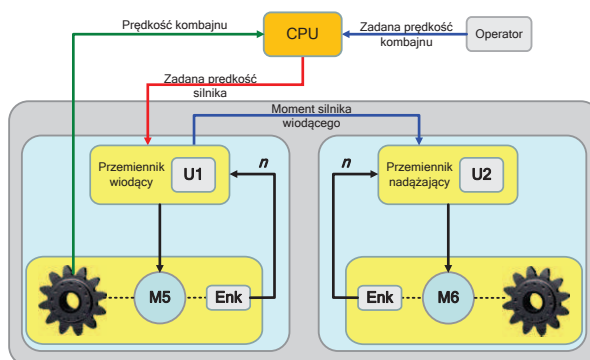 Prędkość kombajnu
CPU
Zadana prędkość
kombajnu
Operator
Zadana predkość
silnika
Moment silnika
wiodącego
Przemiennik
wiodący
U1
n
n
Przemiennik
nadążający
U2
M5
Enk
Enk
M6